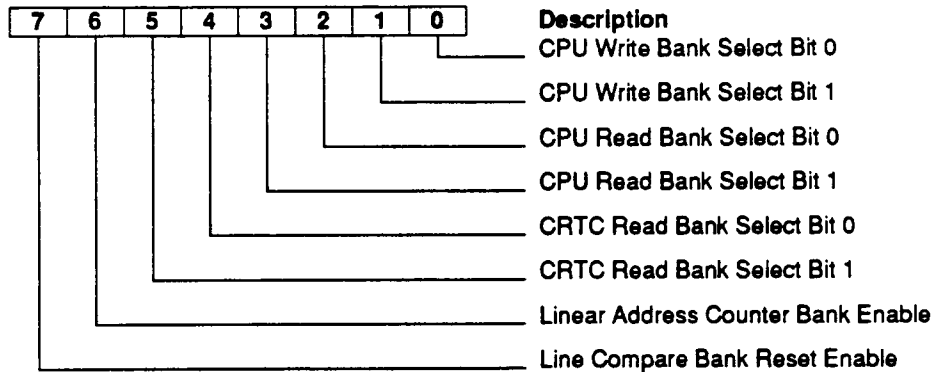 7 6 5 4 3 2 1 0 Description
CPU Write Bank Select Bit 0
CPU Write Bank Select Bit 1
CPU Read Bank Select Bit 0
CPU Read Bank Select Bit 1
CRTC Read Bank Select Bit 0
CRTC Read Bank Select Bit 1
Linear Address Counter Bank Enable
Line Compare Bank Reset Enable